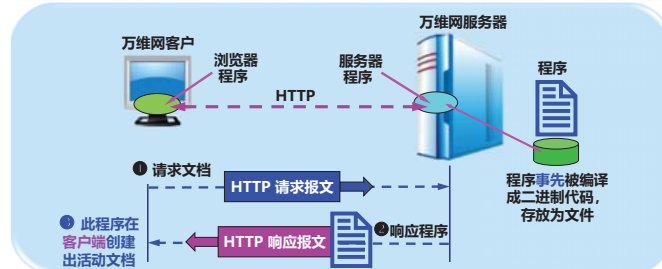 万维网服务器
万维网客户
浏览器
程序
服务器
程序
程序
HTTP
❶ 请求文档
程序事先被编译
成二进制代码，
存放为文件
HTTP 请求报文
❸ 此程序在
客户端创建
出活动文档
HTTP 响应报文
❷响应程序